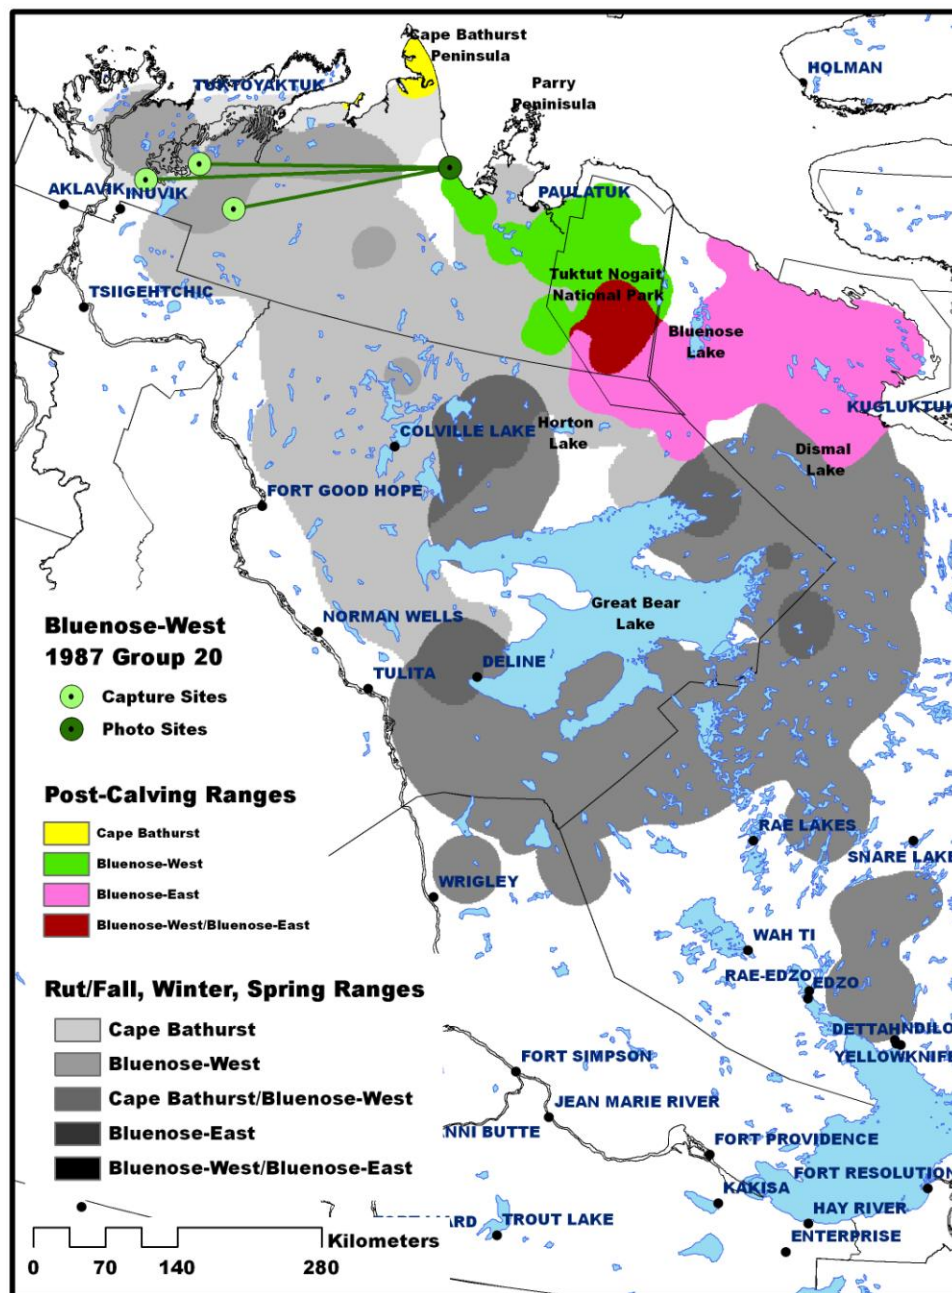 Cape Bathurst
Peninsula
HOLMAN
TUKTOYAKTUK
Parry
Peninisula
AKLAVIK
INUVIK
PAULATUK
TSIIGEHTCHIC
Tuktut Nogait
National Park
Bluenose
Lake
KUGLUKTUK
Horton
Lake
COLVILLE LAKE
Dismal
Lake
FORT GOOD HOPE
Great Bear
Lake
NORMAN WELLS
DELINE
TULITA
Bluenose-West
1987 Group 20
Capture Sites
Photo Sites
Post-Calving Ranges
Cape Bathurst
Bluenose-West
Bluenose-East
Bluenose-West/Bluenose-East
RAE LAKES
SNARE LAKE
WRIGLEY
WAH TI
RAE-EDZO
EDZO
DETTAH
NDILO
YELLOWKNIFE
Rut/Fall, Winter, Spring Ranges
Cape Bathurst
Bluenose-West
Cape Bathurst/Bluenose-West
Bluenose-East
Bluenose-West/Bluenose-East
FORT SIMPSON
JEAN MARIE RIVER
ANNI BUTTE
FORT PROVIDENCE
FORT RESOLUTION
KAKISA
HAY RIVER
TROUT LAKE
ENTERPRISE
Kilometers
0 70 140 280